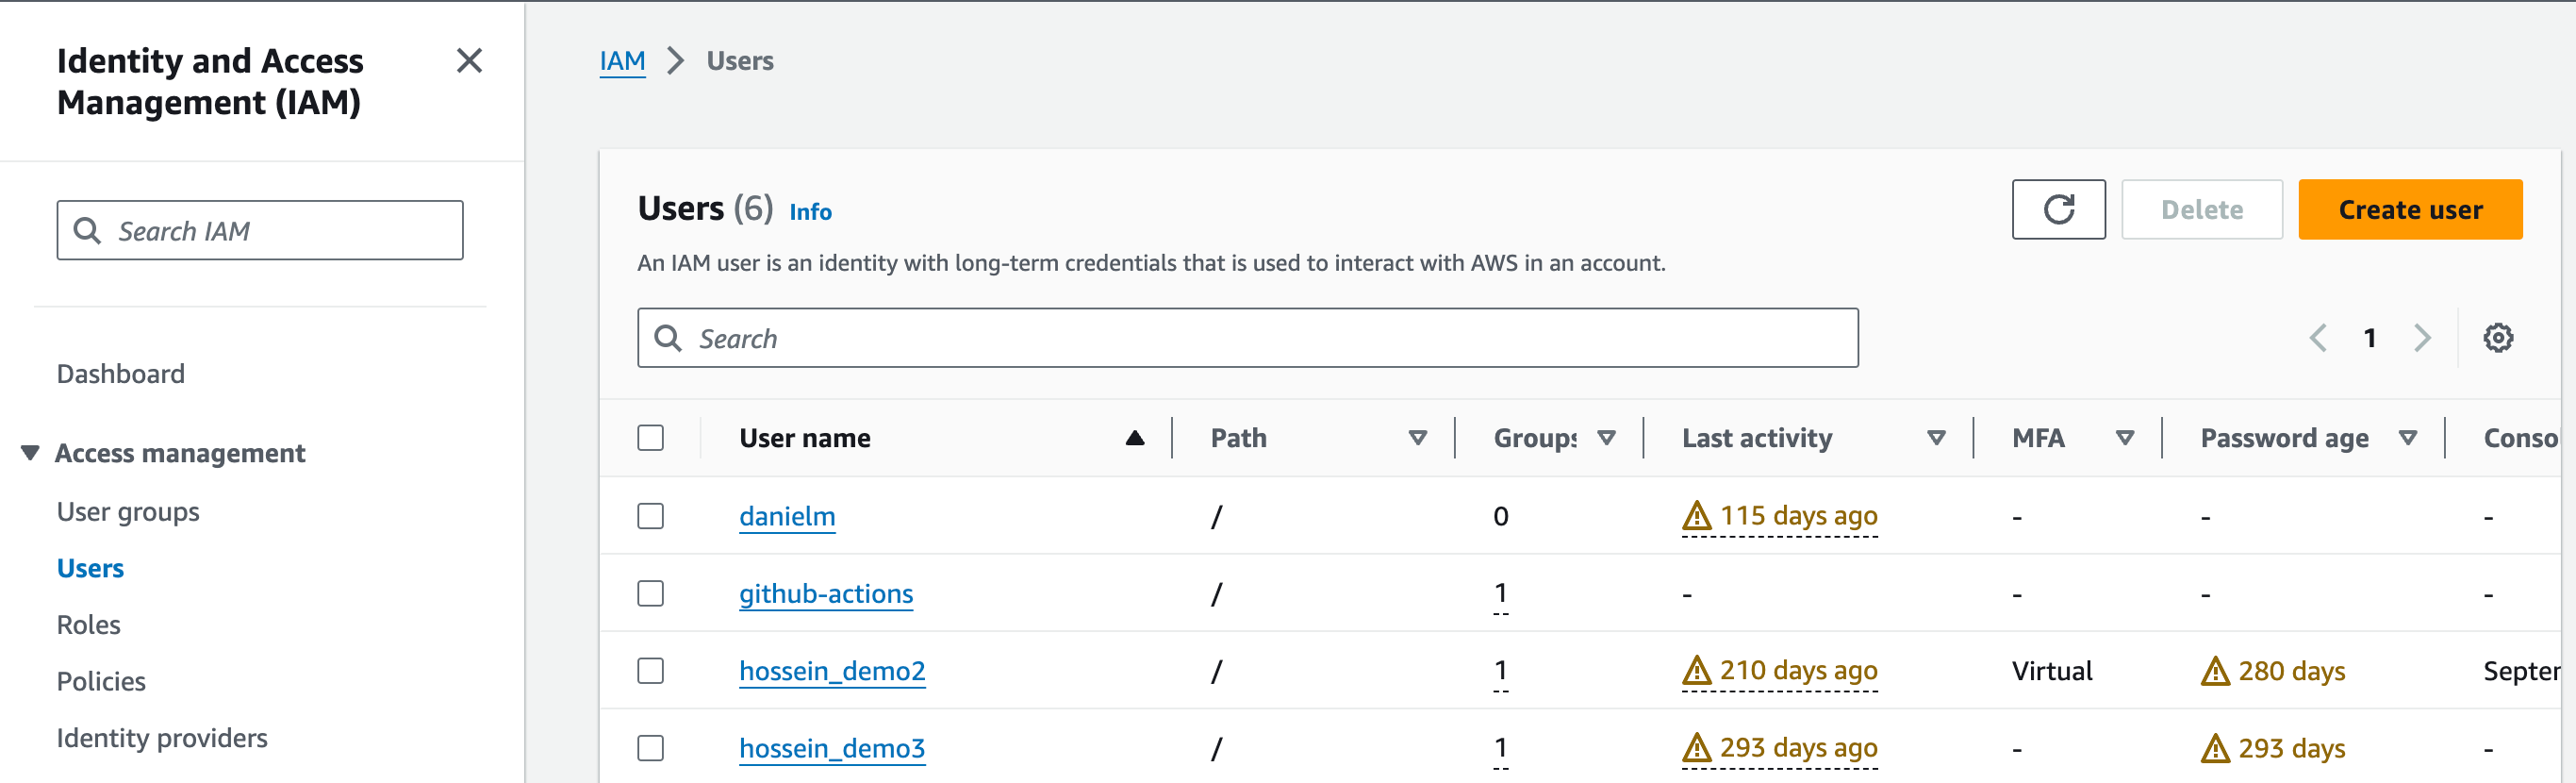 Identity and Access
Management (IAM)
Search IAM
Dashboard
Access management
User groups
Users
Roles
Policies
Identity providers
IAM > Users
Users (6) Info
Delete
Create user
An IAM user is an identity with long-term credentials that is used to interact with AWS in an account.
Search
1
User name Path Groups Last activity MFA Password age Conso
danielm / 0 115 days ago - - -
github-actions / 1 - - - -
hossein_demo2 / 1 210 days ago Virtual 280 days Septem
hossein_demo3 / 1 293 days ago - 293 days -